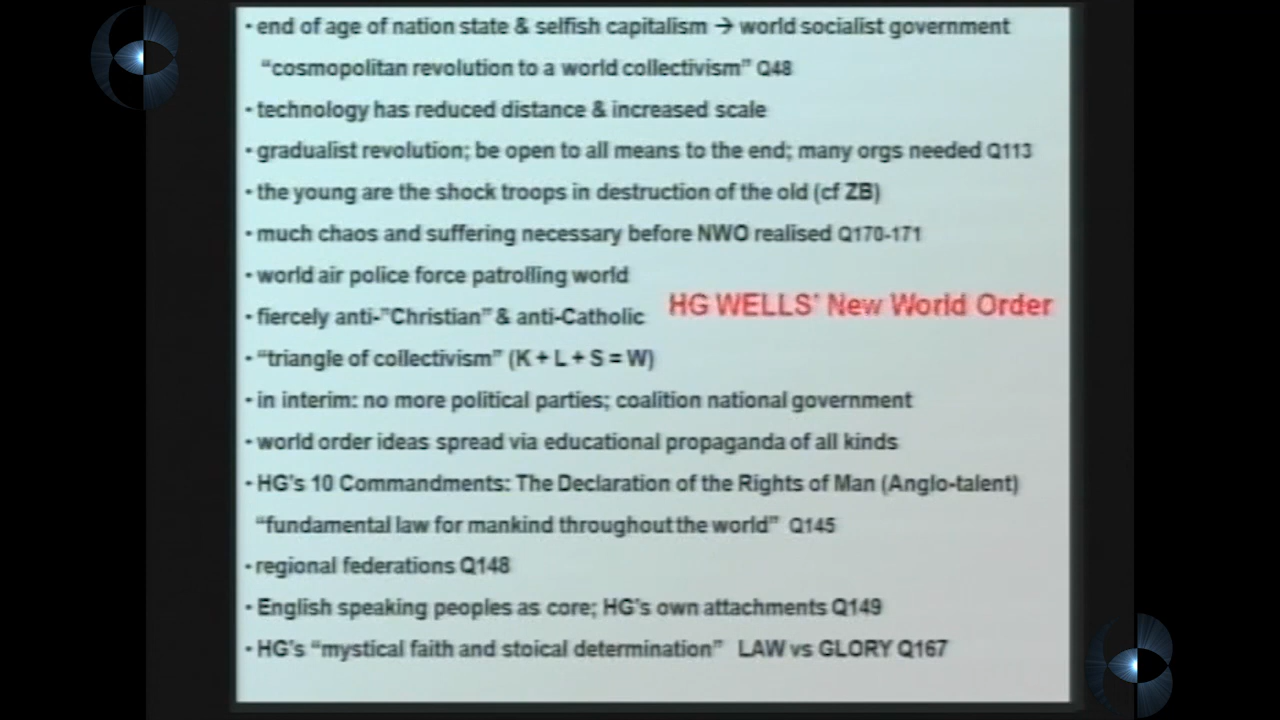 • end of age of nation state & selfish capitalism → world socialist government
“cosmopolitan revolution to a world collectivism” Q48
• technology has reduced distance & increased scale
• gradualist revolution; be open to all means to the end; many orgs needed Q113
• the young are the shock troops in destruction of the old (cf ZB)
• much chaos and suffering necessary before NWO realised Q170-171
• world air police force patrolling world
HG WELLS’ New World Order
• fiercely anti-”Christian” & anti-Catholic
• “triangle of collectivism” (K + L + S = W)
• in interim: no more political parties; coalition national government
• world order ideas spread via educational propaganda of all kinds
• HG’s 10 Commandments: The Declaration of the Rights of Man (Anglo-talent)
“fundamental law for mankind throughout the world” Q145
• regional federations Q148
• English speaking peoples as core; HG’s own attachments Q149
• HG’s “mystical faith and stoical determination” LAW vs GLORY Q167